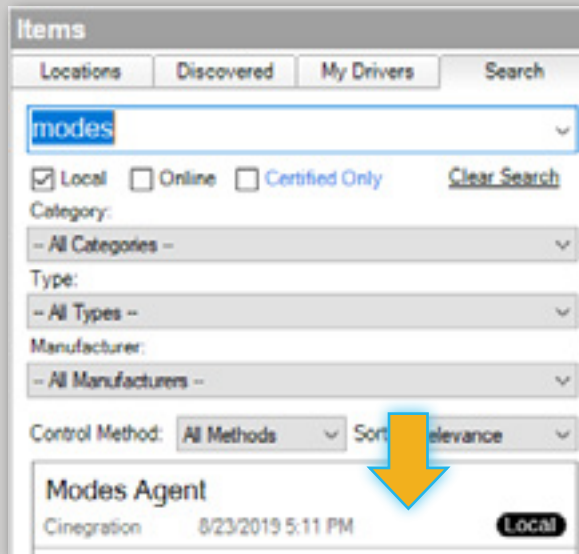 Items
Locations Discovered My Drivers Search
modes
Local Online Certified Only Clear Search
Category:
-- All Categories --
Type:
-- All Types --
Manufacturer:
-- All Manufacturers --
Control Method: All Methods Sort elevance
Modes Agent
Cinegration 8/23/2019 5:11 PM Local